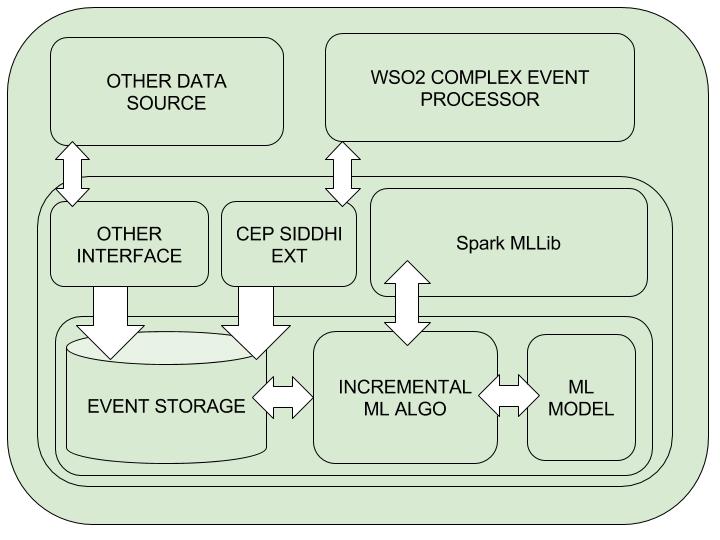 OTHER DATA
SOURCE
WSO2 COMPLEX EVENT
PROCESSOR
OTHER
INTERFACE
CEP SIDDHI
EXT
Spark MLLib
EVENT STORAGE
INCREMENTAL
ML ALGO
ML
MODEL